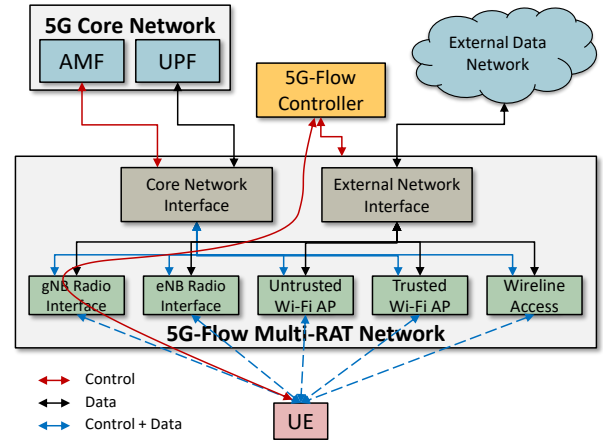 5G Core Network
AMF
UPF
5G-Flow
Controller
External Data
Network
Core Network
Interface
External Network
Interface
gNB Radio
Interface
eNB Radio
Interface
Untrusted
Wi-Fi AP
Trusted
Wi-Fi AP
Wireline
Access
5G-Flow Multi-RAT Network
Control
Data
Control + Data
UE